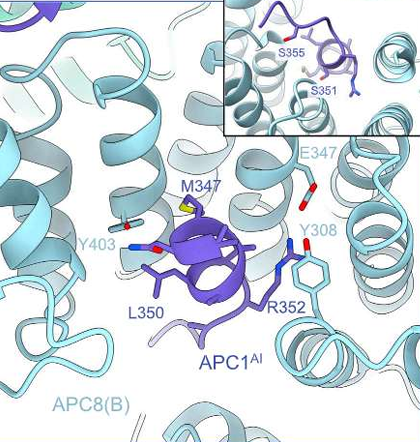 S355
S351
E347
M347
Y403
Y308
L350
R352
APC1ᴬᴵ
APC8(B)